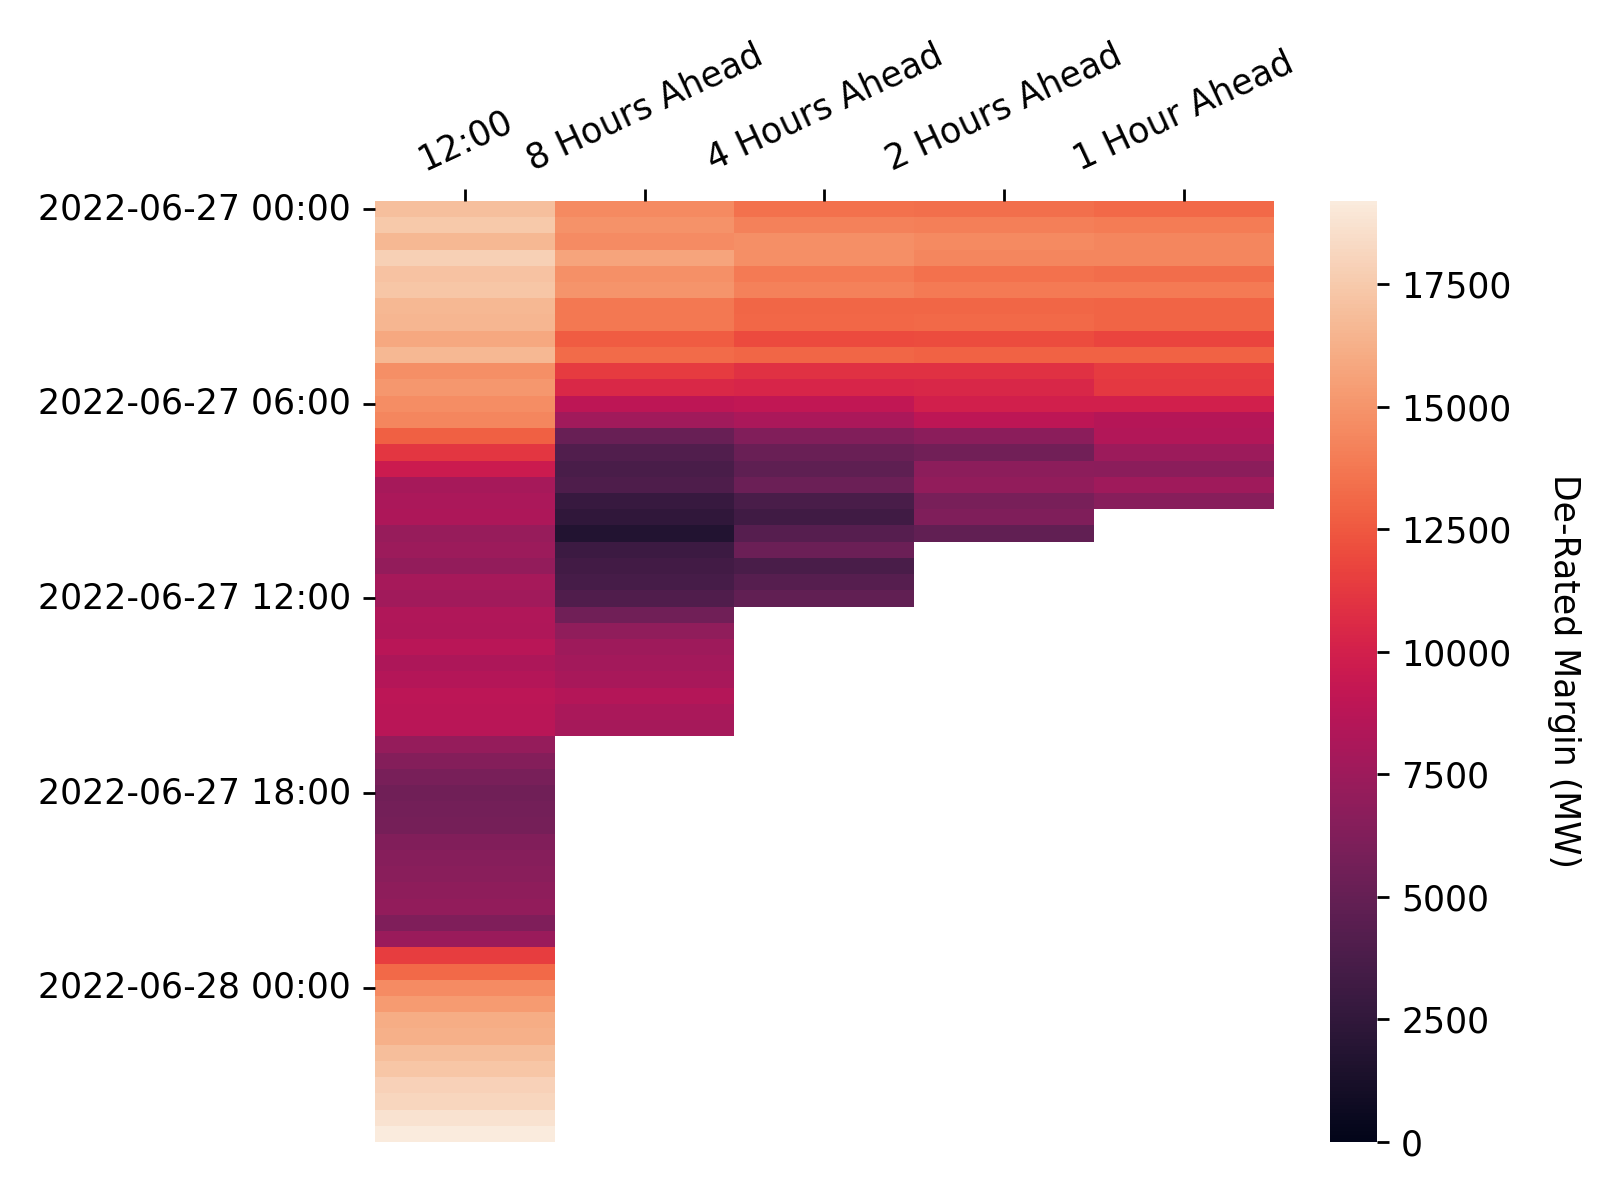 12:00
8 Hours Ahead
4 Hours Ahead
2 Hours Ahead
1 Hour Ahead
2022-06-27 00:00
2022-06-27 06:00
2022-06-27 12:00
2022-06-27 18:00
2022-06-28 00:00
17500
15000
12500
10000
7500
5000
2500
0
De-Rated Margin (MW)